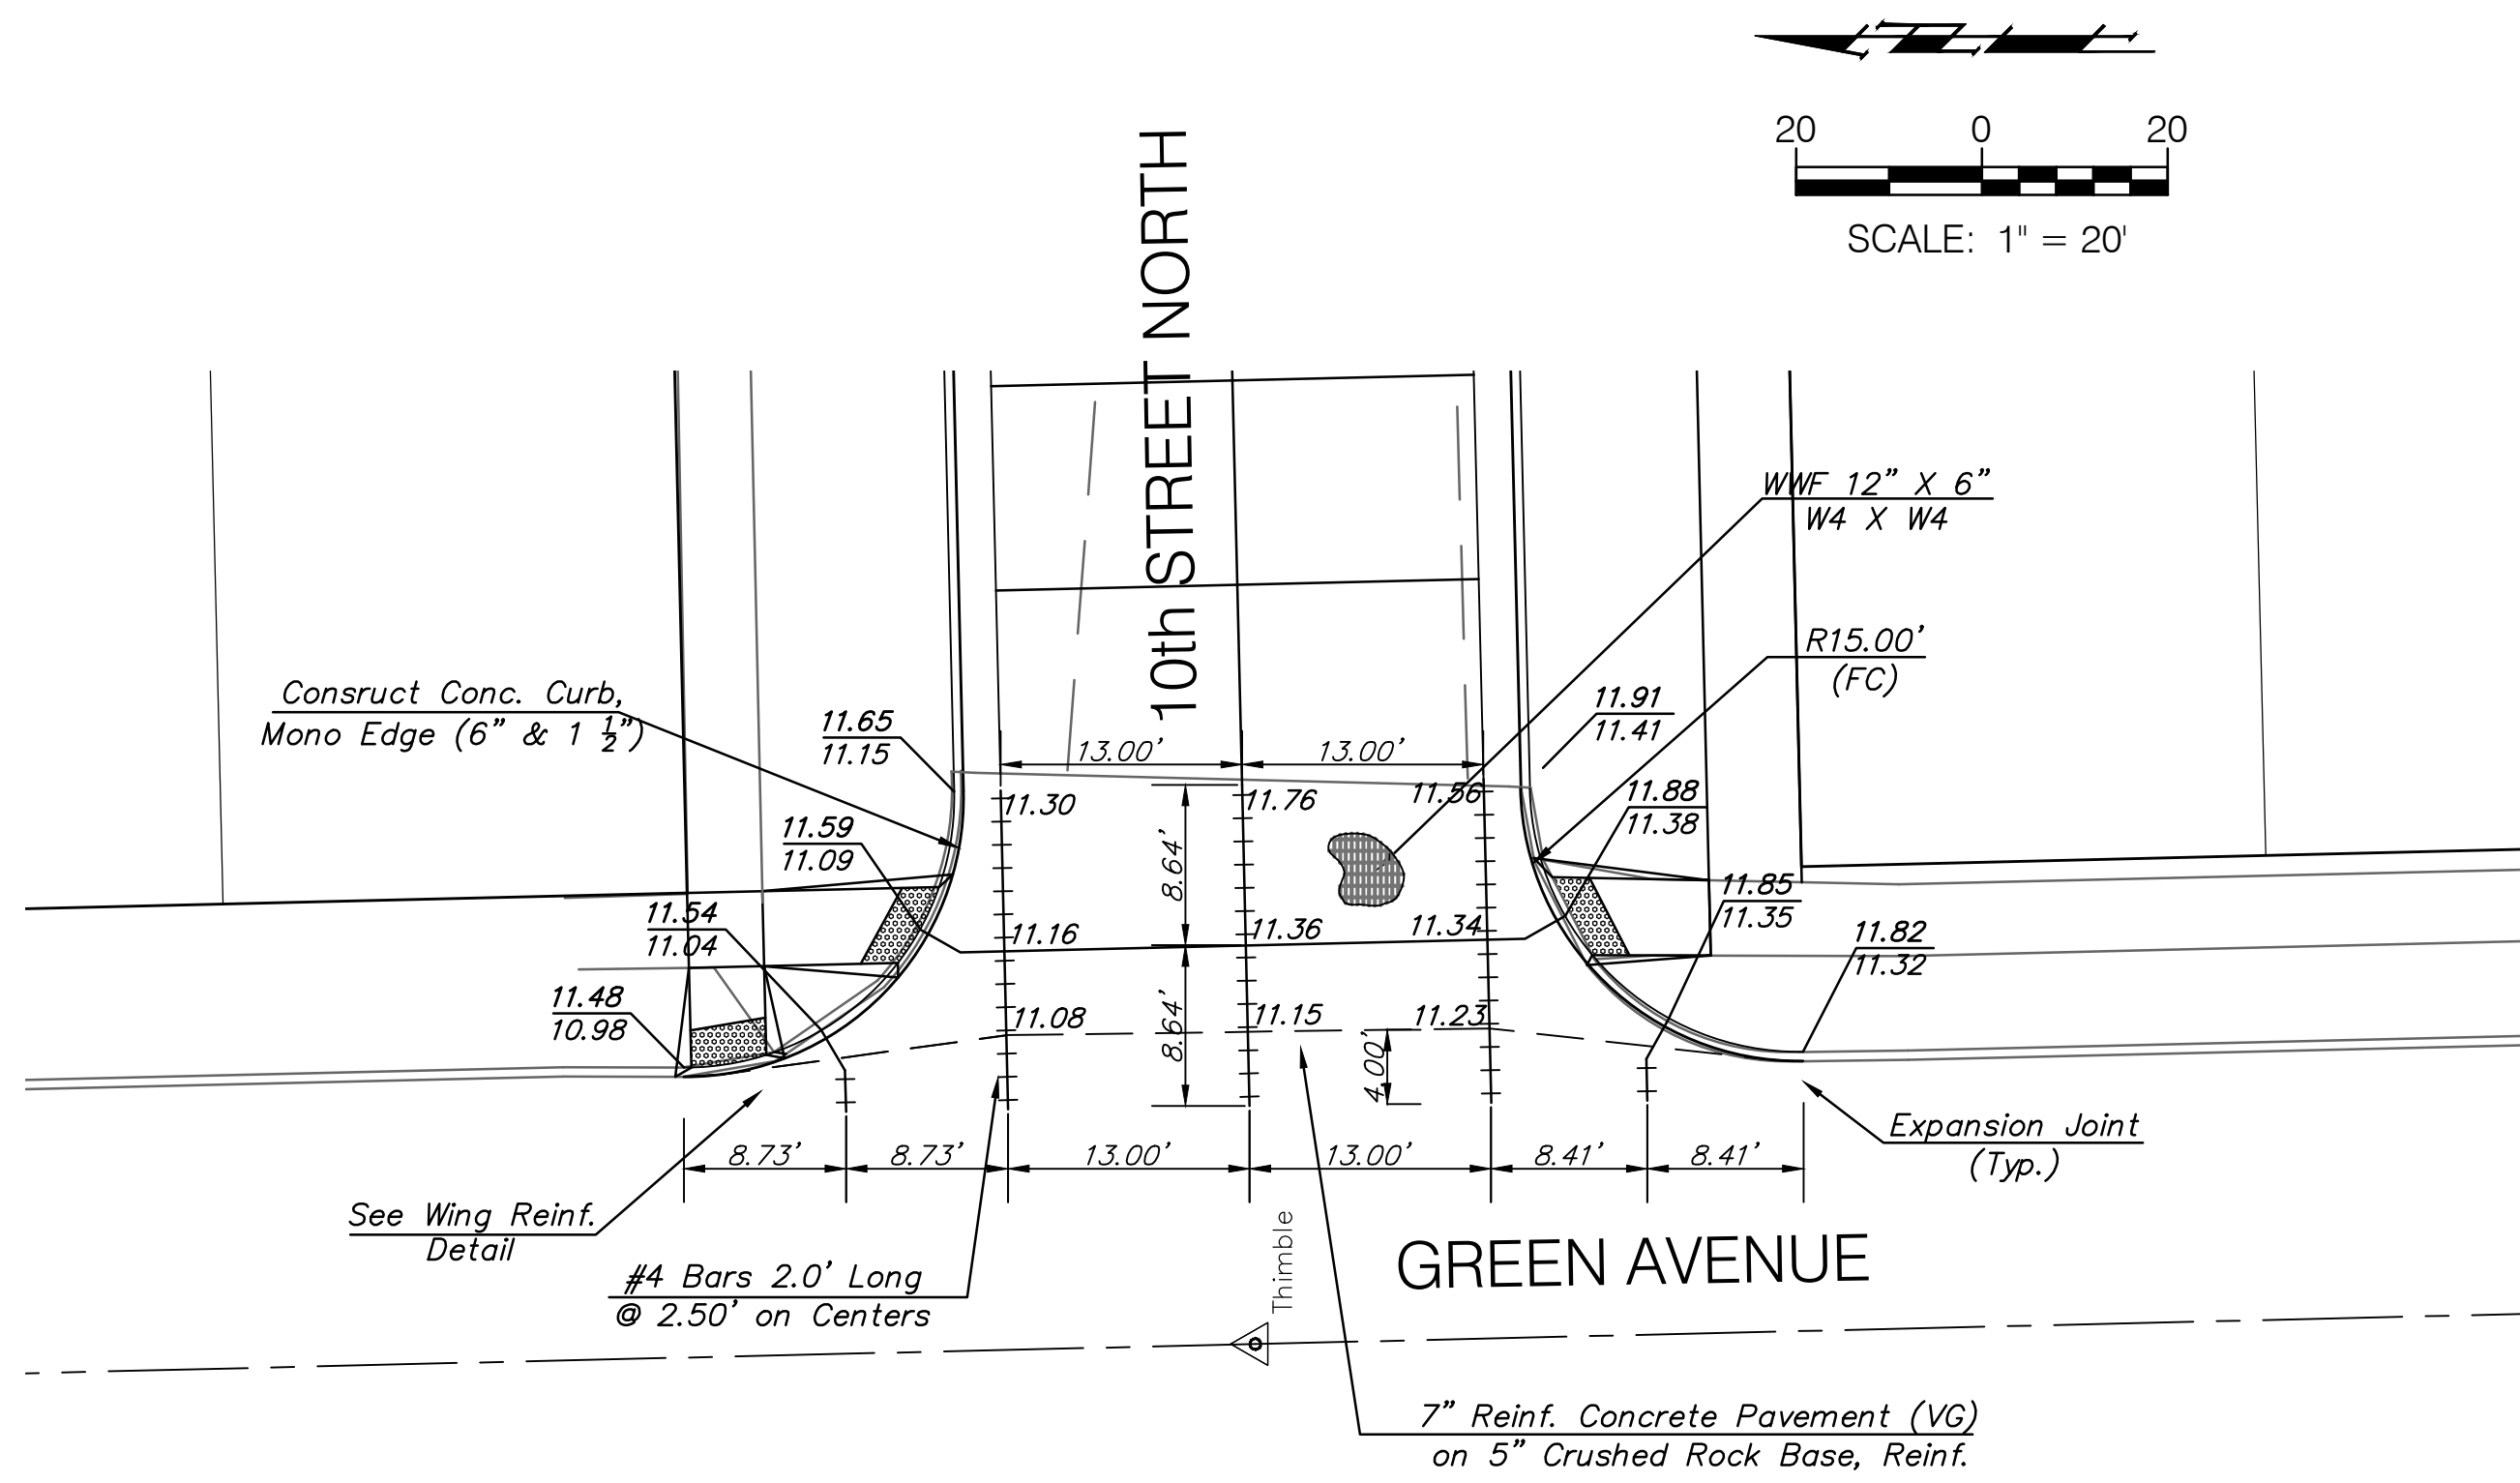 20 0 20
SCALE: 1" = 20'
10th STREET NORTH
WWF 12” X 6”
W4 X W4
R15.00’
(FC)
Consruct Conc. Curb,
Mono Edge (6” & 1 1/2”)
11.65
11.15
11.91
11.41
13.00’ 13.00’
11.30 11.76 11.56
11.88
11.38
11.59
11.09
8.64’
11.85
11.35
11.54
11.04
11.16 11.36 11.34
11.82
11.32
11.48
10.98
11.08 11.15 11.23
8.64’
4.00’
8.73’ 8.73’ 13.00’ 13.00’ 8.41’ 8.41’
Expansion Joint
(Typ.)
See Wing Reinf.
Detail
#4 Bars 2.0’ Long
@ 2.50’ on Centers
Thimble
GREEN AVENUE
7” Reinf. Concrete Pavement (VG)
on 5” Crushed Rock Base, Reinf.